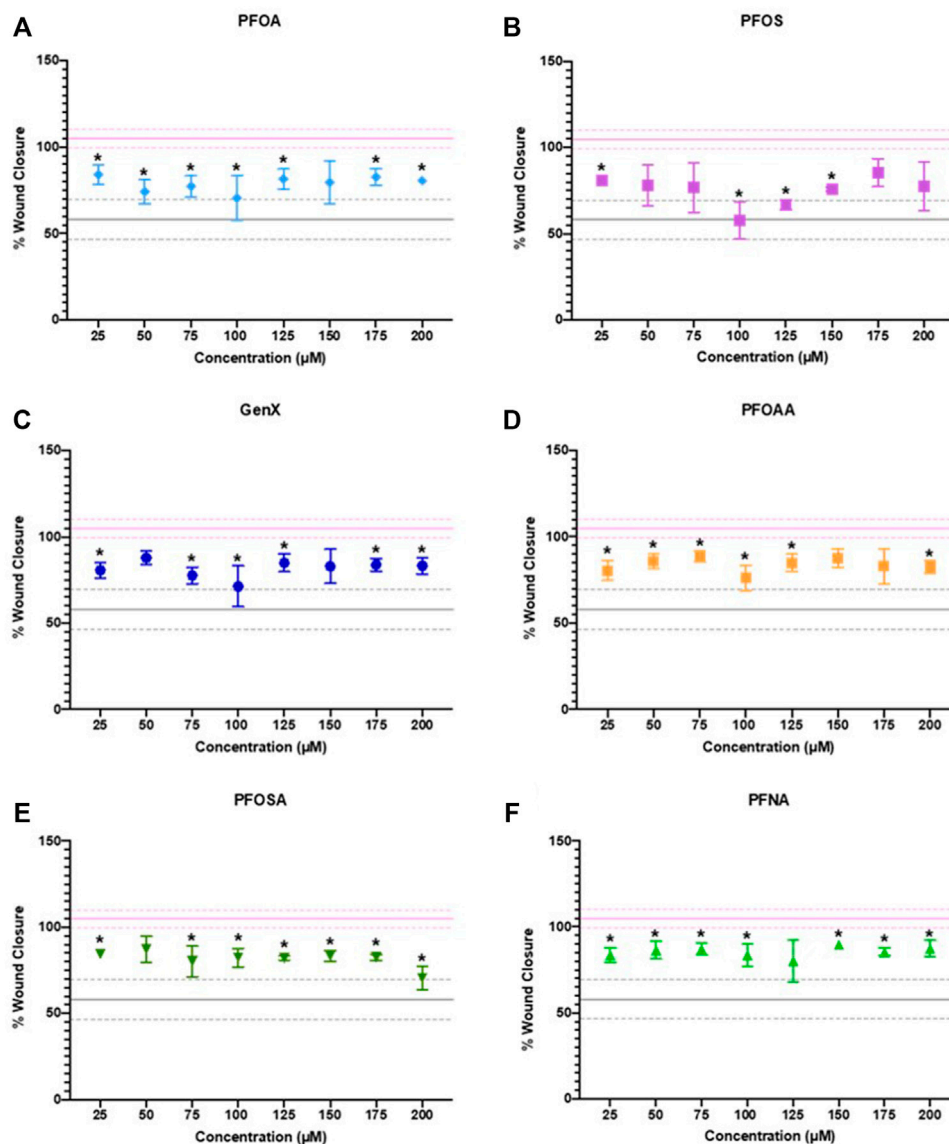 A
PFOA
% Wound Closure
150
100
50
0
* * * * * * *
25 50 75 100 125 150 175 200
Concentration (µM)
B
PFOS
% Wound Closure
150
100
50
0
* * * *
25 50 75 100 125 150 175 200
Concentration (µM)
C
GenX
% Wound Closure
150
100
50
0
* * * * * *
25 50 75 100 125 150 175 200
Concentration (µM)
D
PFOAA
% Wound Closure
150
100
50
0
* * * * * *
25 50 75 100 125 150 175 200
Concentration (µM)
E
PFOSA
% Wound Closure
150
100
50
0
* * * * * * *
25 50 75 100 125 150 175 200
Concentration (µM)
F
PFNA
% Wound Closure
150
100
50
0
* * * * * * *
25 50 75 100 125 150 175 200
Concentration (µM)